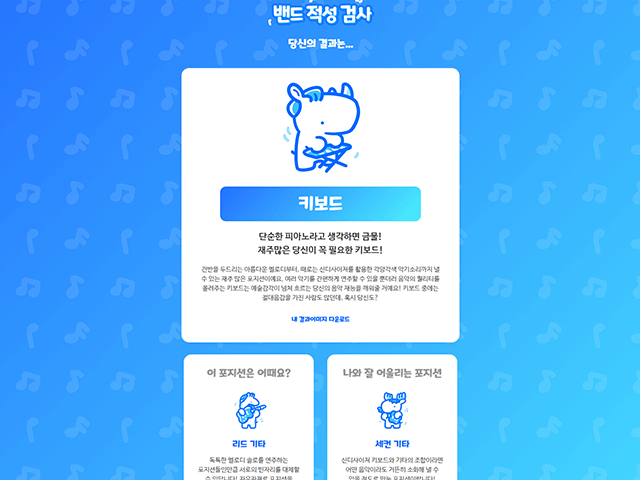 밴드 적성 검사
당신의 결과는...
키보드
단순한 피아노라고 생각하면 금물!
재주많은 당신이 꼭 필요한 키보드!
건반을 두드리는 아름다운 멜로디부터, 때로는 신디사이저를 활용한 각양각색 악기소리까지 낼
수 있는 재주 많은 포지션이에요. 여러 악기를 간편하게 연주할 수 있을 뿐더러 음악의 퀄리티를
올려주는 키보드는 예술감각이 넘쳐 흐르는 당신의 음악 재능을 깨워줄 거예요! 키보드 중에는
절대음감을 가진 사람도 많던데, 혹시 당신도?
내 결과이미지 다운로드
이 포지션은 어때요?
리드 기타
독특한 멜로디 솔로를 연주하는
포지션들인만큼 서로의 빈자리를 대체할
수 있답니다!
나와 잘 어울리는 포지션
세컨 기타
신디사이저 키보드와 기타의 조합이라면
어떤 음악이라도 거뜬히 소화해 낼 수